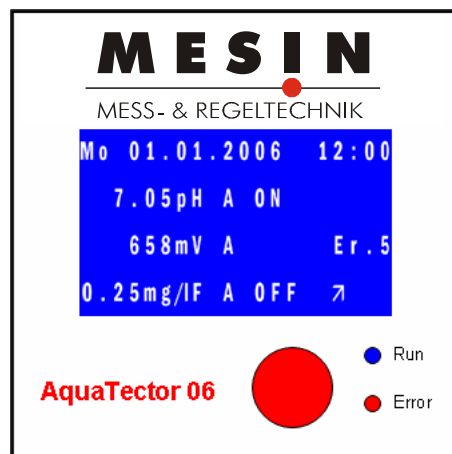 MESIN
MESS- & REGELTECHNIK
Mo 01.01.2006 12:00
7.05pH A ON
658mV A Er.5
0.25mg/lF A OFF ↗
Run
AquaTector 06
Error